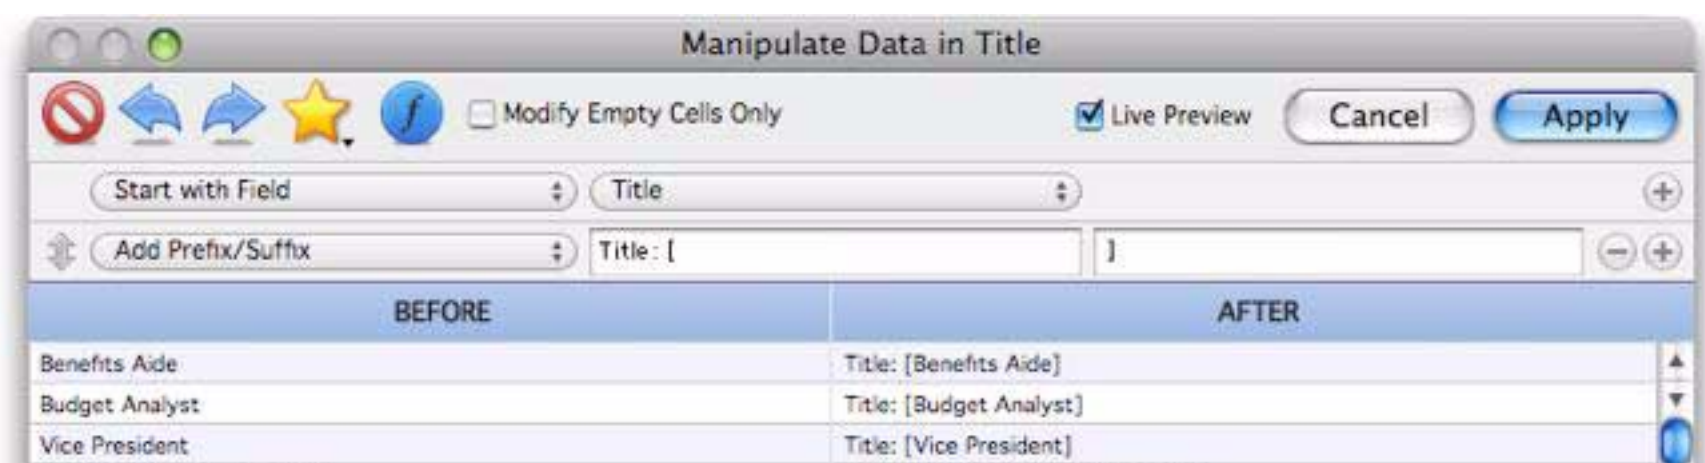 Manipulate Data in Title
f Modify Empty Cells Only Live Preview Cancel Apply
Start with Field Title
Add Prefix/Suffix Title: [ ]
BEFORE AFTER
Benefits Aide Title: [Benefits Aide]
Budget Analyst Title: [Budget Analyst]
Vice President Title: [Vice President]